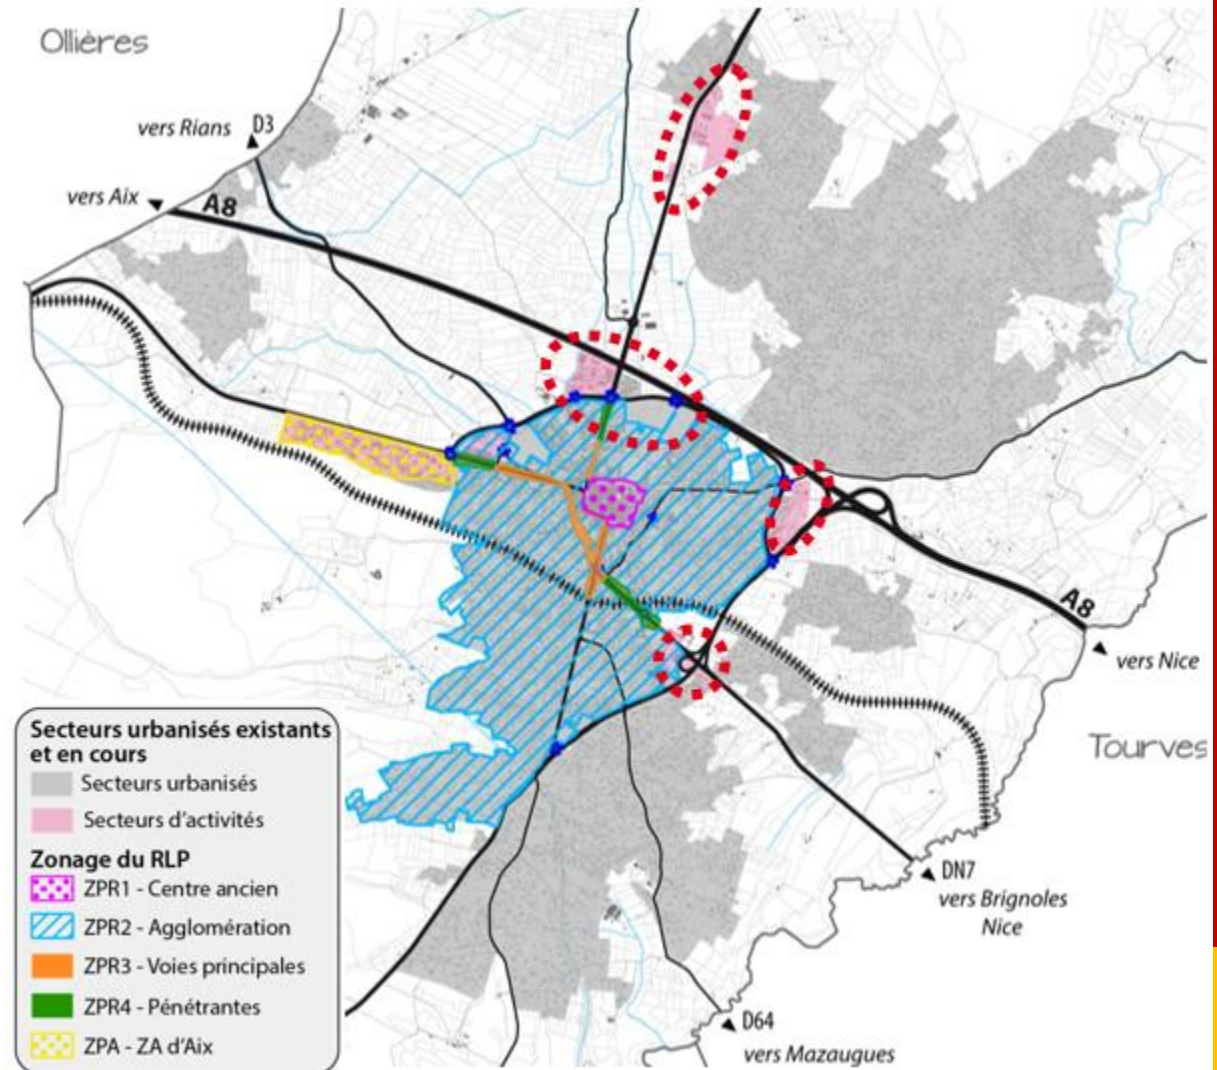 Ollières
vers Rians
D3
vers Aix
A8
A8
vers Nice
Tourves
DN7
vers Brignoles
Nice
D64
vers Mazaugues
Secteurs urbanisés existants
et en cours
Secteurs urbanisés
Secteurs d'activités
Zonage du RLP
ZPR1 - Centre ancien
ZPR2 - Agglomération
ZPR3 - Voies principales
ZPR4 - Pénétrantes
ZPA - ZA d'Aix